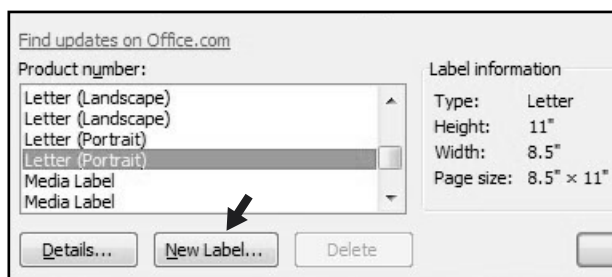 Find updates on Office.com
Product number:
Letter (Landscape)
Letter (Landscape)
Letter (Portrait)
Letter (Portrait)
Media Label
Media Label
Label information
Type: Letter
Height: 11"
Width: 8.5"
Page size: 8.5" × 11"
Details...
New Label...
Delete